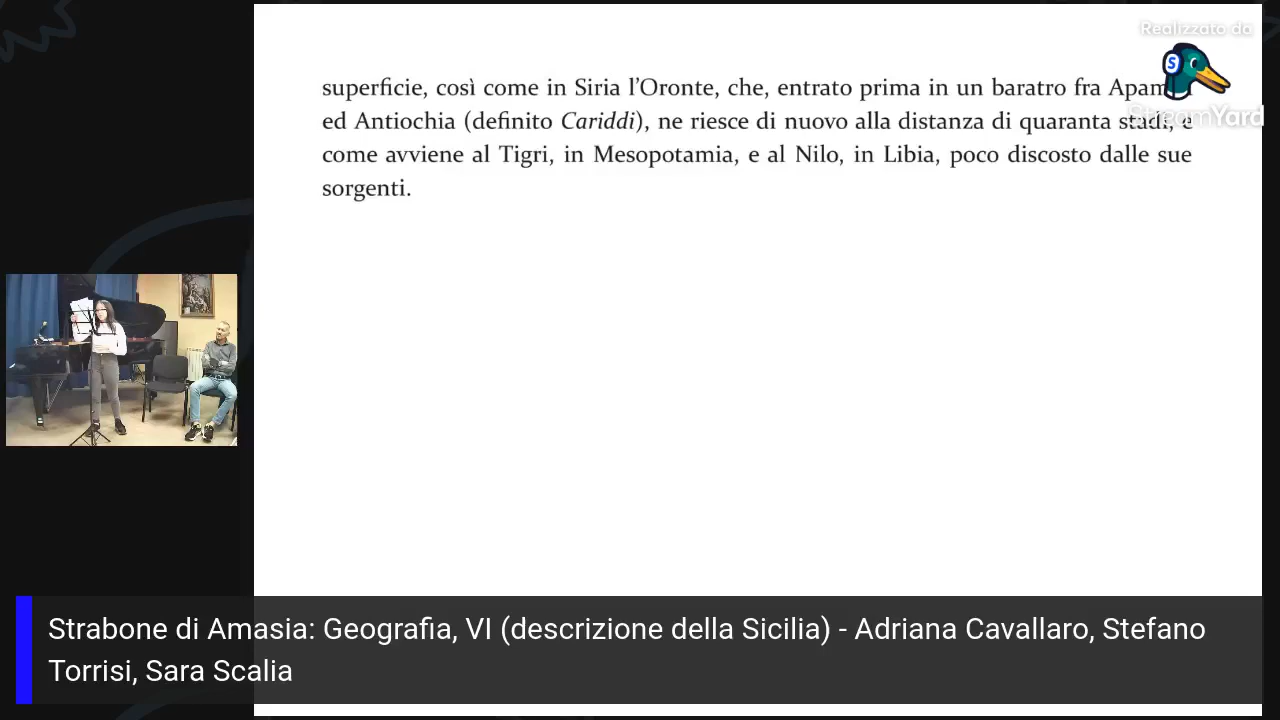 Realizzato da
StreamYard
superficie, così come in Siria l'Oronte, che, entrato prima in un baratro fra
ed Antiochia (definito Cariddi), ne riesce di nuovo alla distanza di quaranta stadi, e
come avviene al Tigri, in Mesopotamia, e al Nilo, in Libia, poco discosto dalle sue
sorgenti.
Strabone di Amasia: Geografia, VI (descrizione della Sicilia) - Adriana Cavallaro, Stefano
Torrisi, Sara Scalia